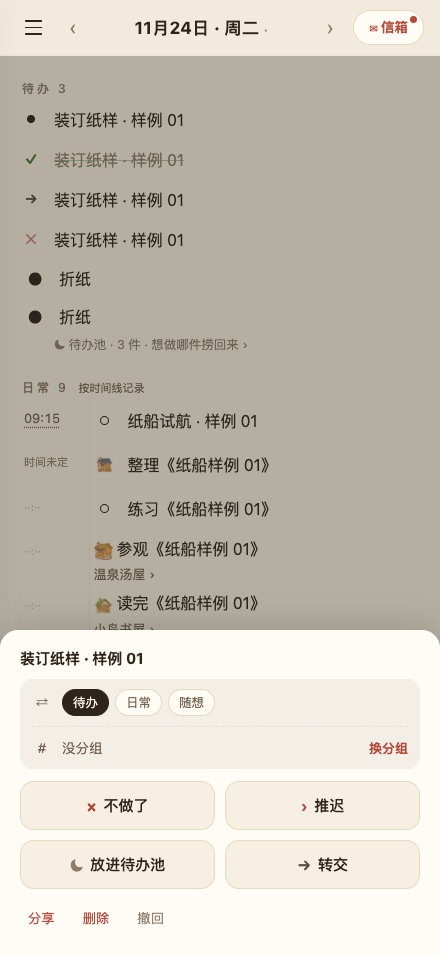 11月24日 · 周二
信箱
待办 3
装订纸样 · 样例 01
装订纸样 · 样例 01
装订纸样 · 样例 01
装订纸样 · 样例 01
折纸
折纸
待办池 · 3 件 · 想做哪件捞回来 ›
日常 9 按时间线记录
09:15 纸船试航 · 样例 01
时间未定 整理《纸船样例 01》
--:-- 练习《纸船样例 01》
--:-- 参观《纸船样例 01》
温泉汤屋 ›
--:-- 读完《纸船样例 01》
小鸟书屋 ›
装订纸样 · 样例 01
待办 日常 随想
# 没分组 换分组
× 不做了 › 推迟
放进待办池 → 转交
分享 删除 撤回